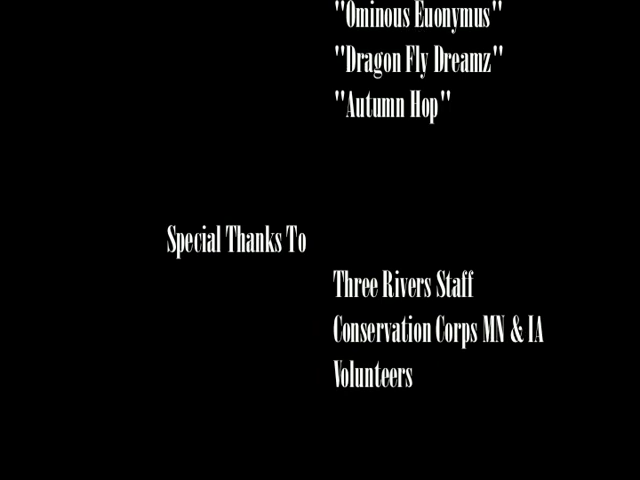 "Ominous Euonymus"
"Dragon Fly Dreamz"
"Autumn Hop"
Special Thanks To
Three Rivers Staff
Conservation Corps MN & IA
Volunteers